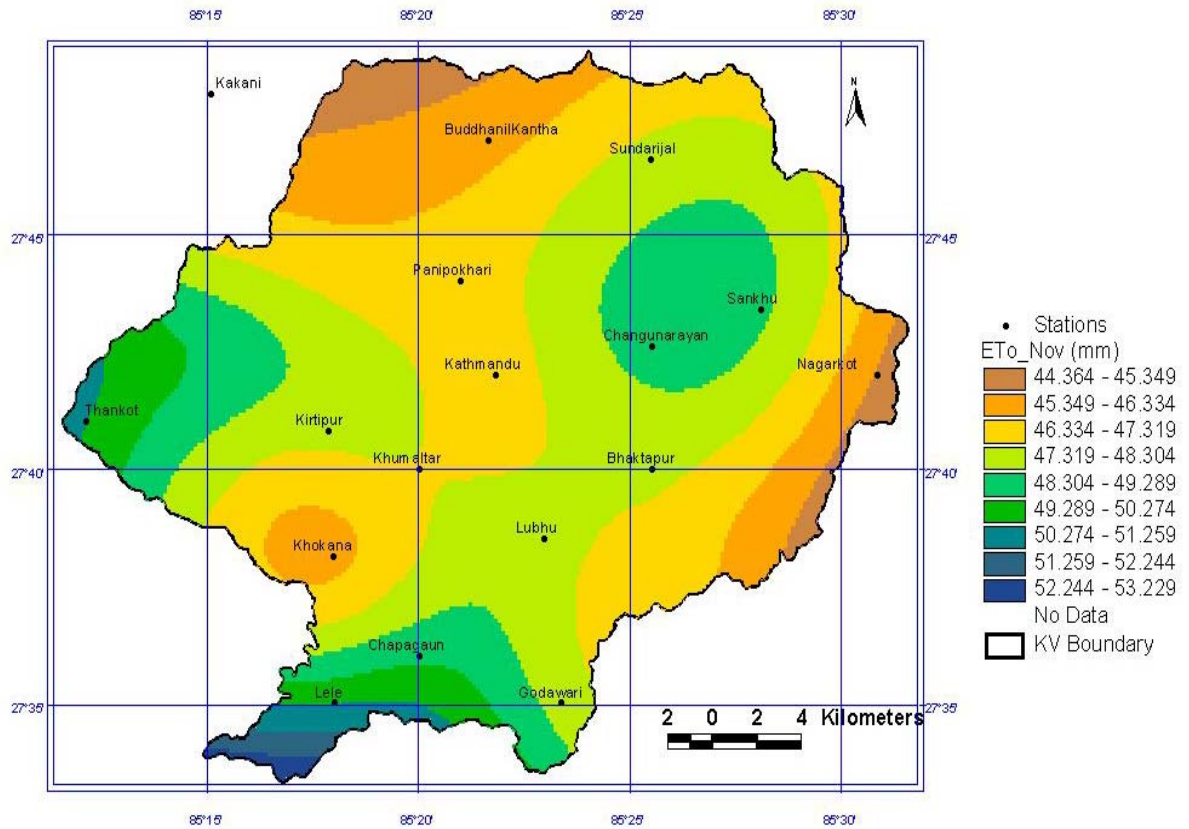 85°15' 85°20' 85°25' 85°30'
Kakani
N
BuddhanilKantha
Sundarijal
27°45' 27°45'
Panipokhari
Sankhu
Changunarayan
Kathmandu
Nagarkot
Thankot
Kirtipur
Khumaltar
Bhaktapur
27°40' 27°40'
Lubhu
Khokana
Chapagaun
Lele
Godawari
27°35' 27°35'
2 0 2 4 Kilometers
85°15' 85°20' 85°25' 85°30'
Stations
ETo_Nov (mm)
44.364 - 45.349
45.349 - 46.334
46.334 - 47.319
47.319 - 48.304
48.304 - 49.289
49.289 - 50.274
50.274 - 51.259
51.259 - 52.244
52.244 - 53.229
No Data
KV Boundary